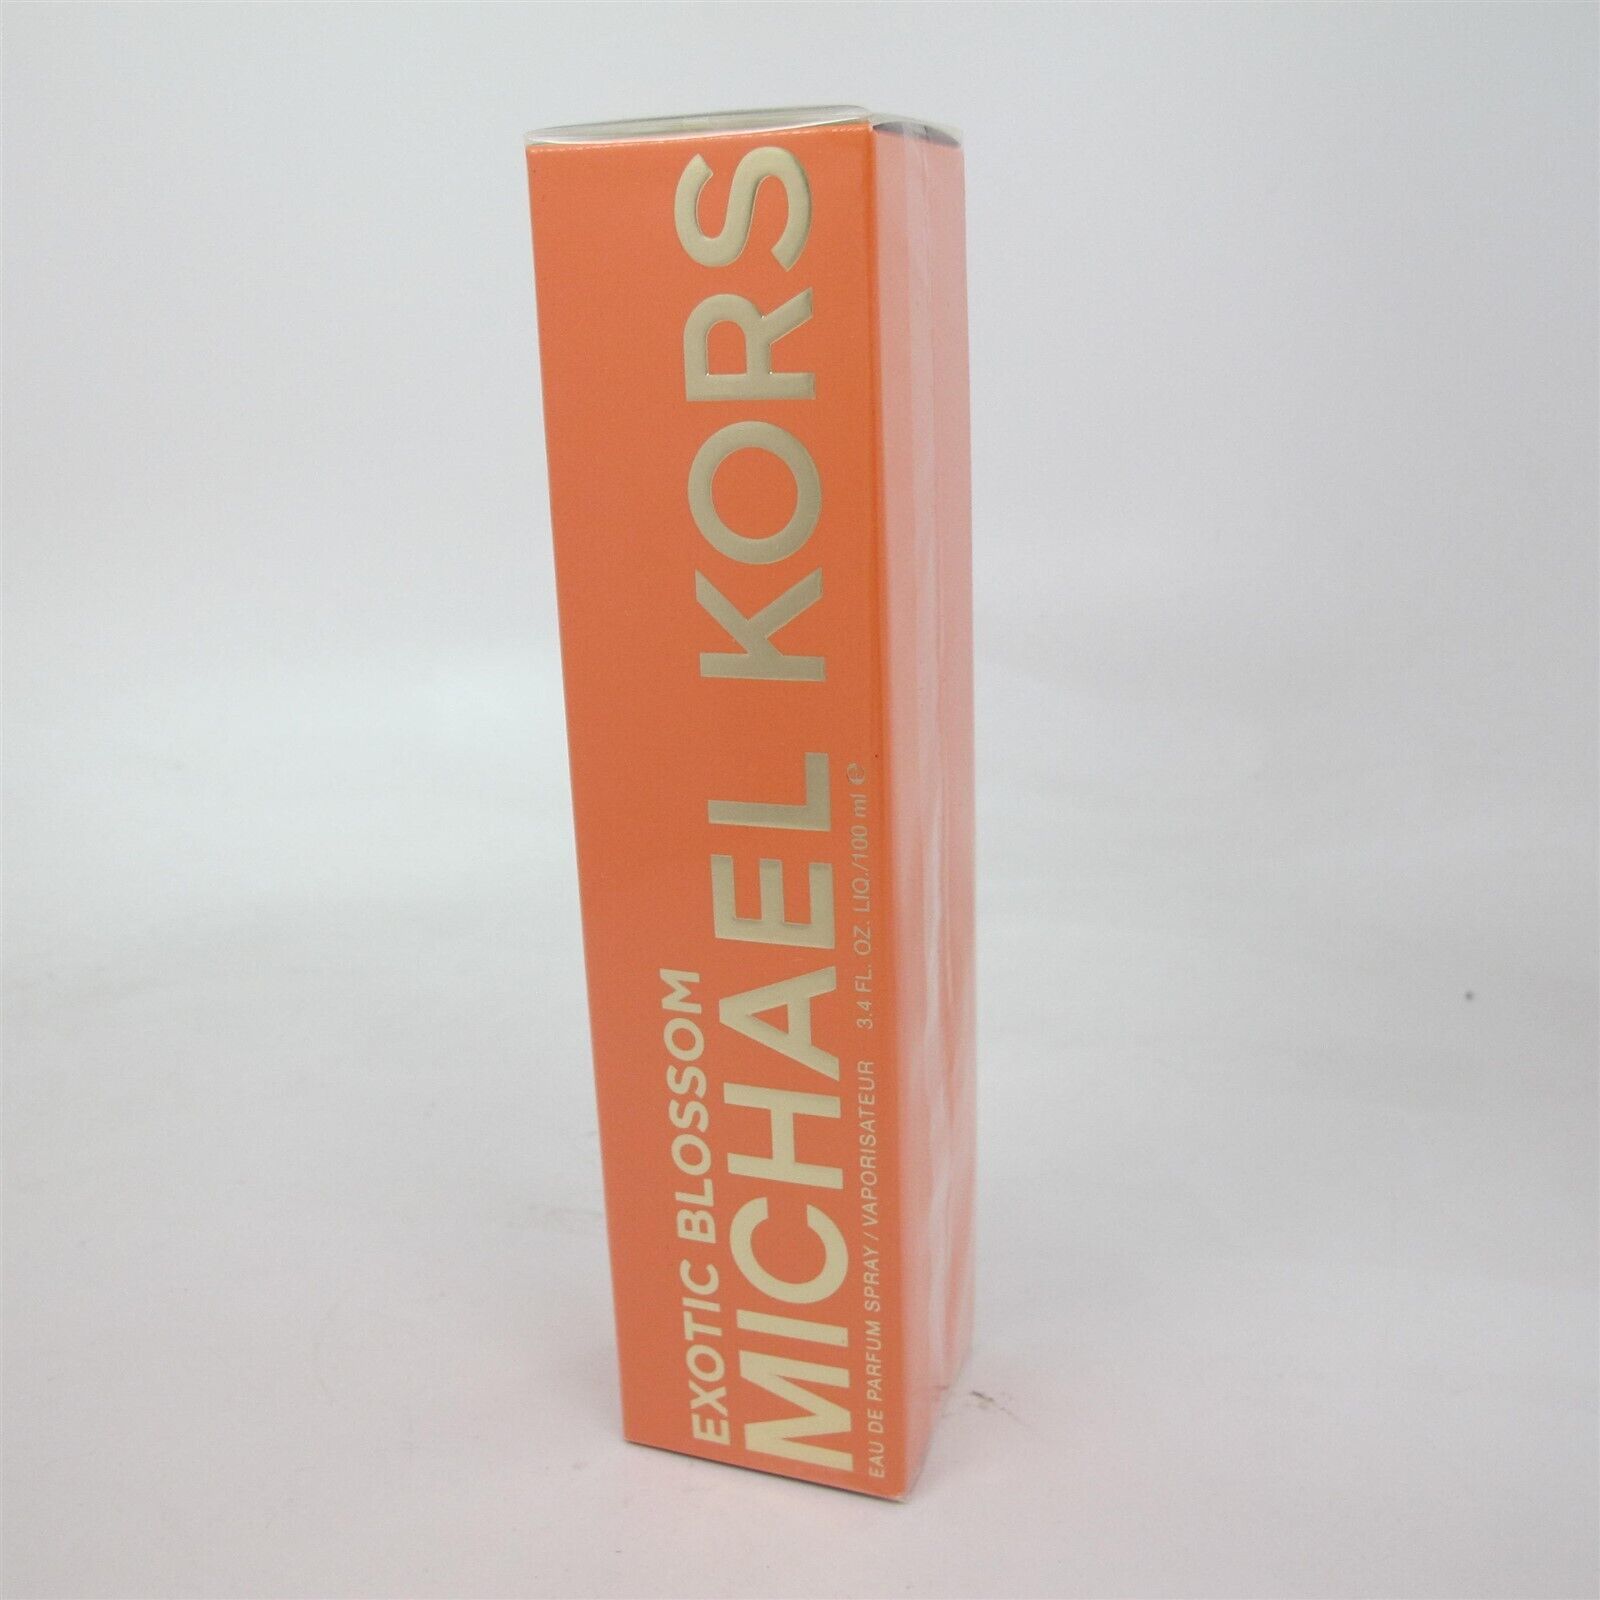 EXOTIC BLOSSOM
MICHAEL KORS
EAU DE PARFUM SPRAY / VAPORISATEUR 3.4 FL. OZ. LIQ./100 ml ℮